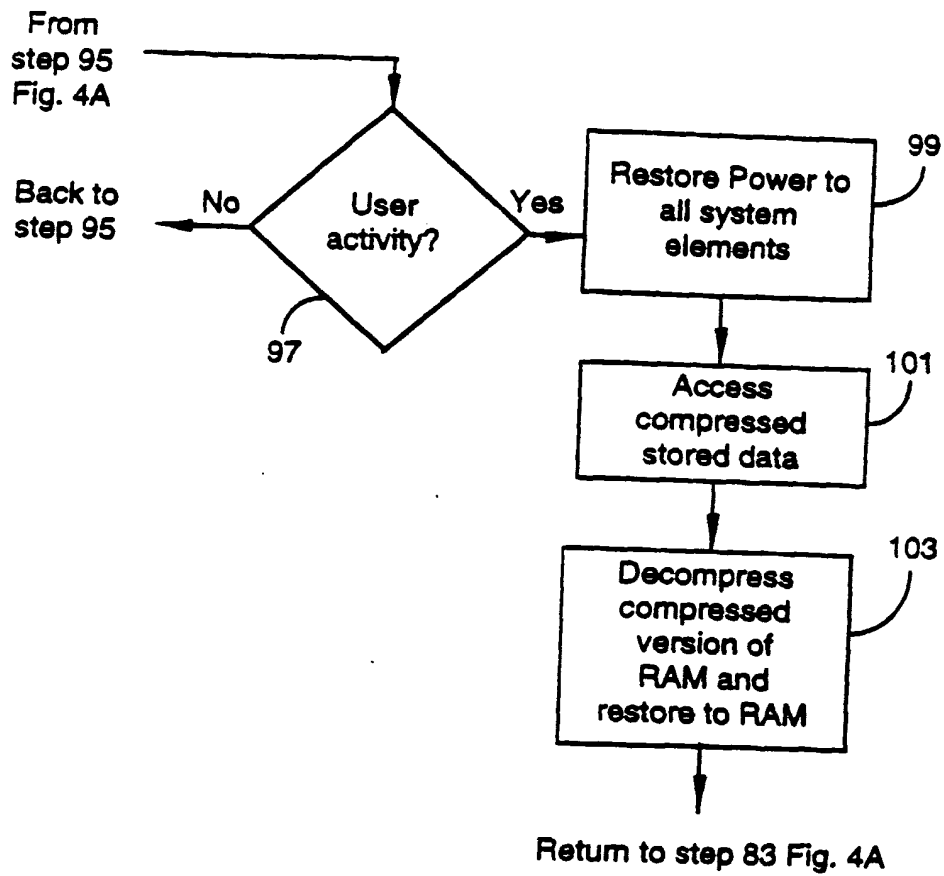 From
step 95
Fig. 4A
Back to
step 95
No
User
activity?
Yes
97
Restore Power to
all system
elements
99
Access
compressed
stored data
101
Decompress
compressed
version of
RAM and
restore to RAM
103
Return to step 83 Fig. 4A